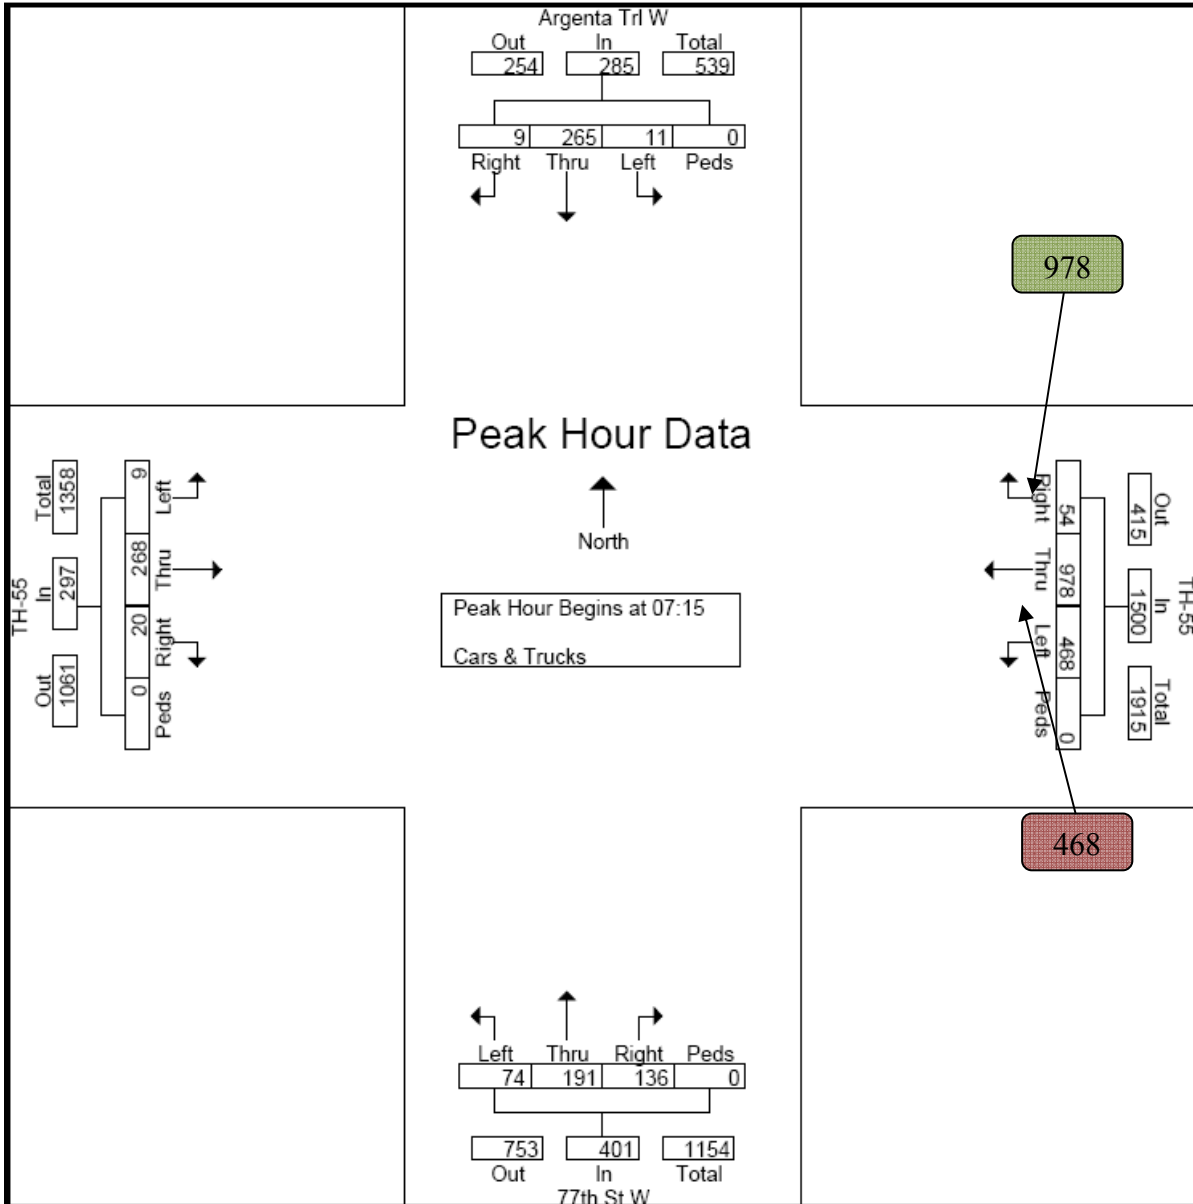 Argenta Trl W
Out In Total
254 285 539
9 265 11 0
Right Thru Left Peds
978
Peak Hour Data
North
Peak Hour Begins at 07:15
Cars & Trucks
TH-55
Total In Out
1358 297 1061
9 268 20 0
Left Thru Right Peds
Right Thru Left Peds
54 978 468 0
Out In Total
415 1500 1915
TH-55
468
Left Thru Right Peds
74 191 136 0
753 401 1154
Out In Total
77th St W